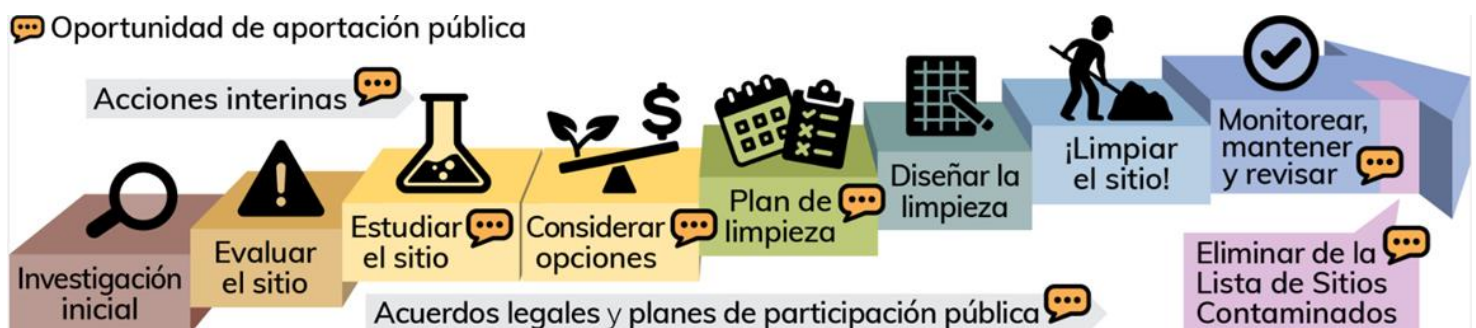 Oportunidad de aportación pública
Acciones interinas
Investigación
inicial
Evaluar
el sitio
Estudiar
el sitio
Considerar
opciones
Plan de
limpieza
Diseñar la
limpieza
¡Limpiar
el sitio!
Monitorear,
mantener
y revisar
Eliminar de la
Lista de Sitios
Contaminados
Acuerdos legales y planes de participación pública